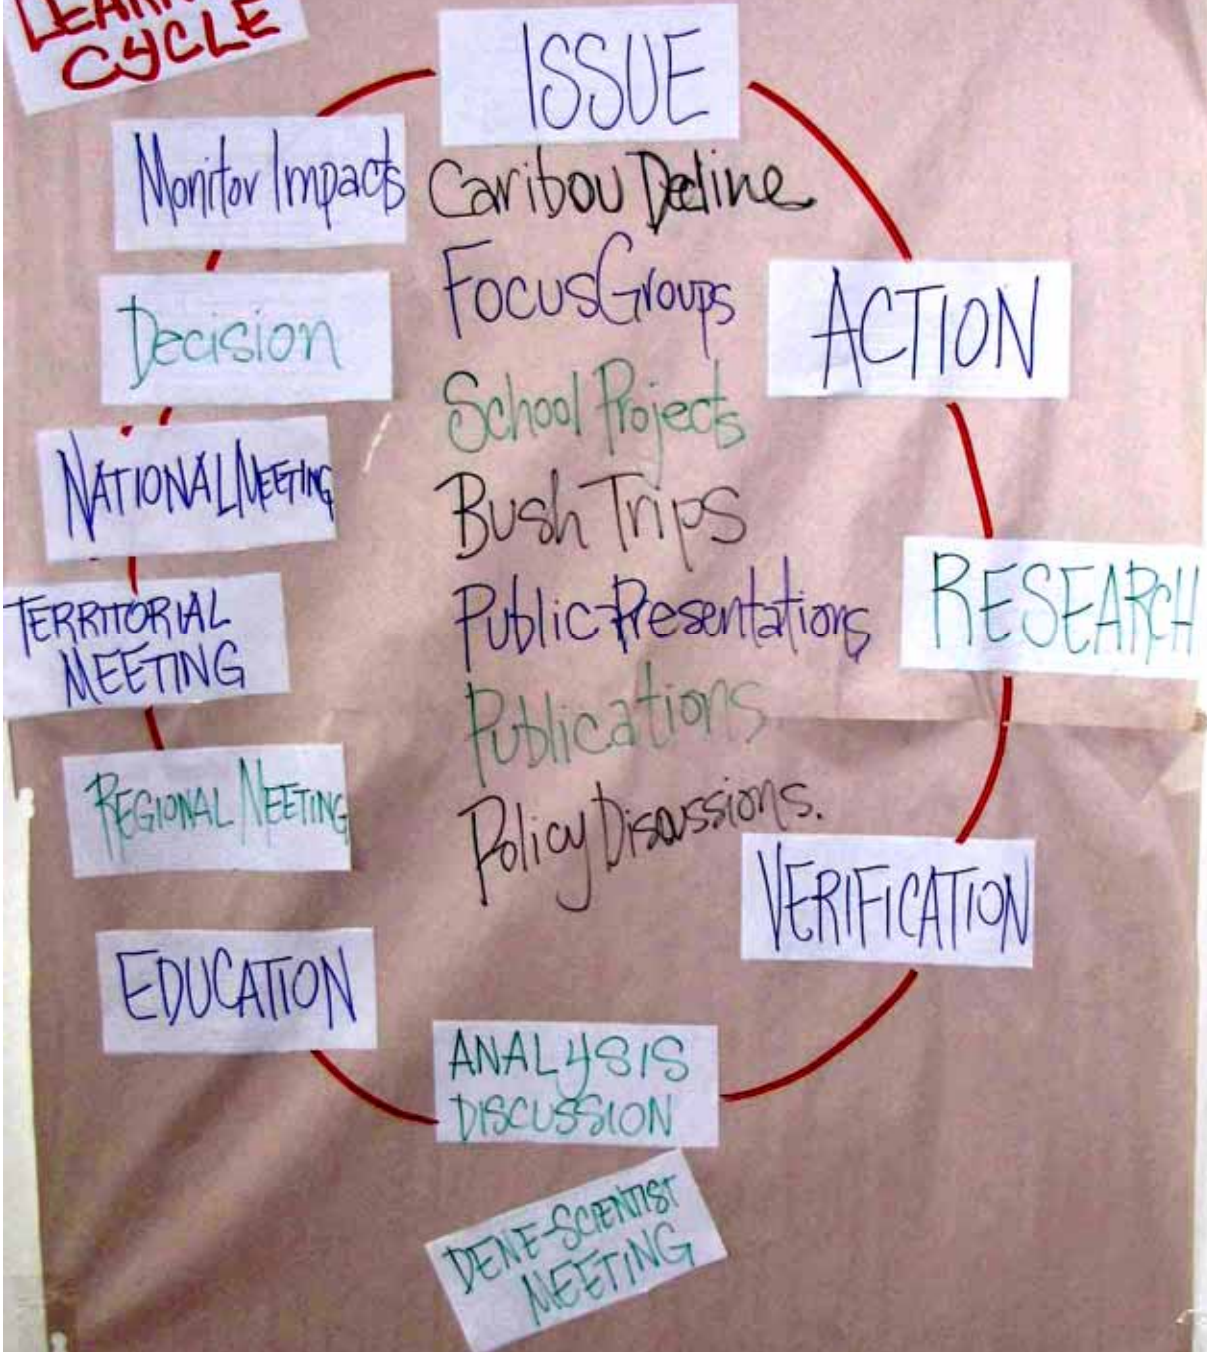 CYCLE
ISSUE
Monitor Impacts
Caribou Decline
Focus Groups
ACTION
Decision
School Projects
NATIONAL MEETING
Bush Trips
RESEARCH
TERRITORIAL
MEETING
Public Presentations
Publications
REGIONAL MEETING
Policy Discussions.
VERIFICATION
EDUCATION
ANALYSIS
DISCUSSION
DENE-SCIENTIST
MEETING